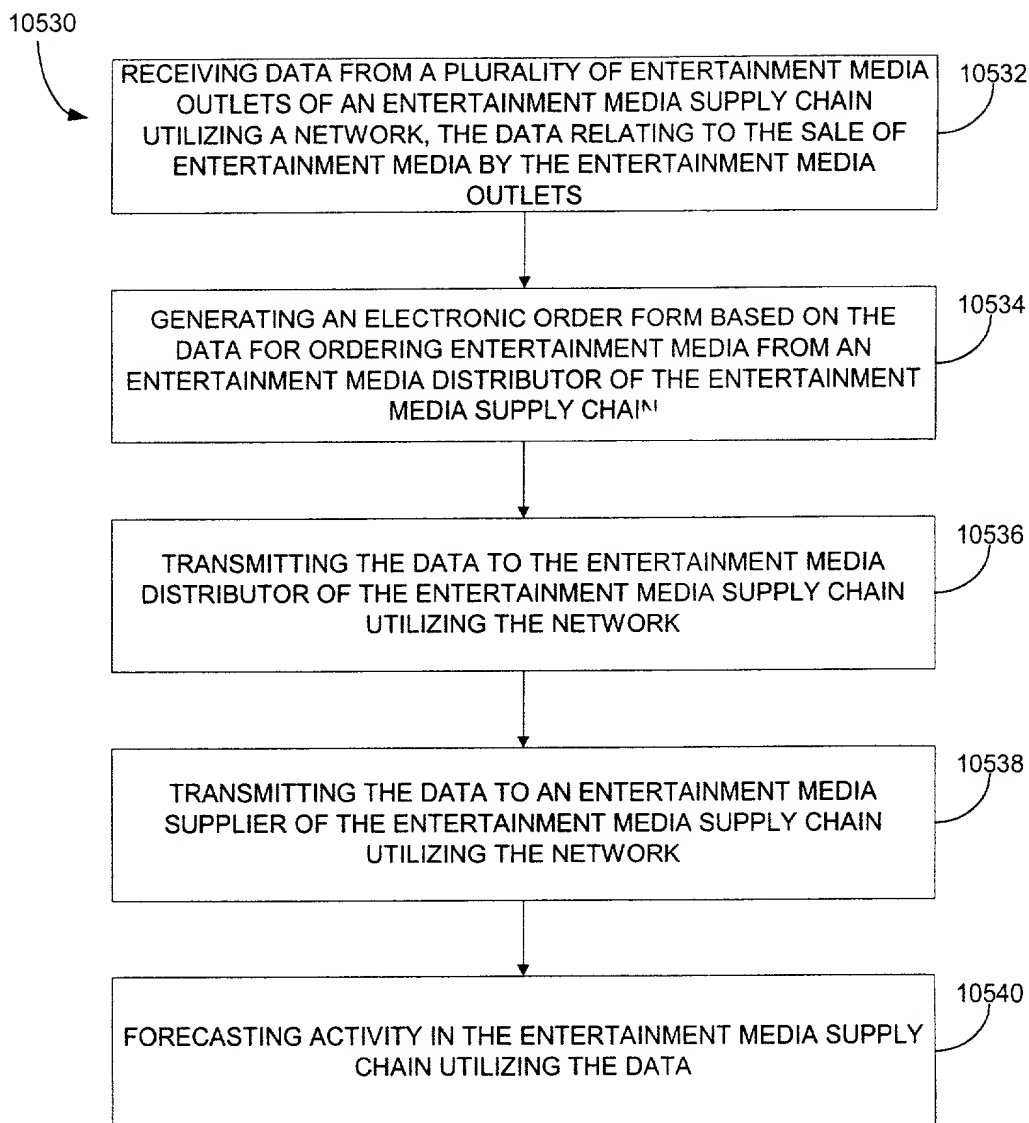 10530
RECEIVING DATA FROM A PLURALITY OF ENTERTAINMENT MEDIA
OUTLETS OF AN ENTERTAINMENT MEDIA SUPPLY CHAIN
UTILIZING A NETWORK, THE DATA RELATING TO THE SALE OF
ENTERTAINMENT MEDIA BY THE ENTERTAINMENT MEDIA
OUTLETS
10532
GENERATING AN ELECTRONIC ORDER FORM BASED ON THE
DATA FOR ORDERING ENTERTAINMENT MEDIA FROM AN
ENTERTAINMENT MEDIA DISTRIBUTOR OF THE ENTERTAINMENT
MEDIA SUPPLY CHAIN
10534
TRANSMITTING THE DATA TO THE ENTERTAINMENT MEDIA
DISTRIBUTOR OF THE ENTERTAINMENT MEDIA SUPPLY CHAIN
UTILIZING THE NETWORK
10536
TRANSMITTING THE DATA TO AN ENTERTAINMENT MEDIA
SUPPLIER OF THE ENTERTAINMENT MEDIA SUPPLY CHAIN
UTILIZING THE NETWORK
10538
FORECASTING ACTIVITY IN THE ENTERTAINMENT MEDIA SUPPLY
CHAIN UTILIZING THE DATA
10540